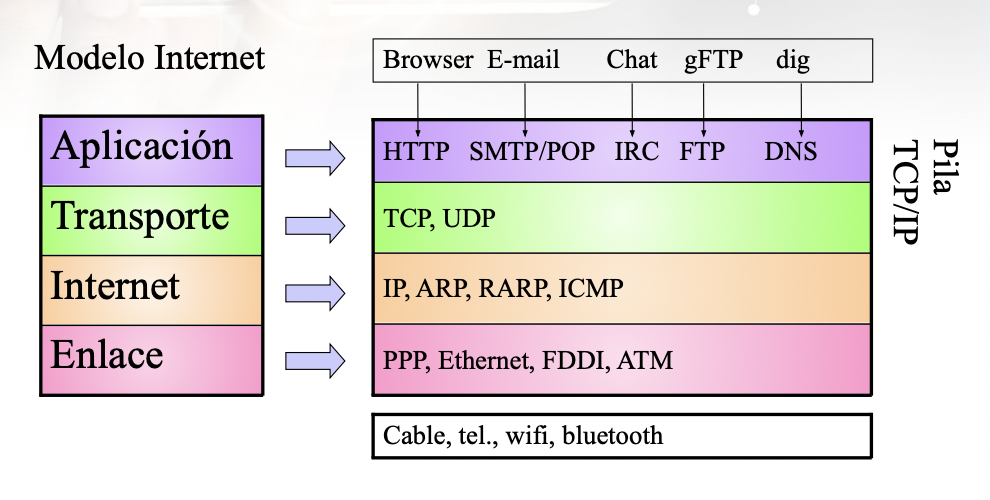 Modelo Internet
Browser E-mail Chat gFTP dig
Aplicación
HTTP SMTP/POP IRC FTP DNS
Transporte
TCP, UDP
Internet
IP, ARP, RARP, ICMP
Enlace
PPP, Ethernet, FDDI, ATM
Cable, tel., wifi, bluetooth
Pila
TCP/IP